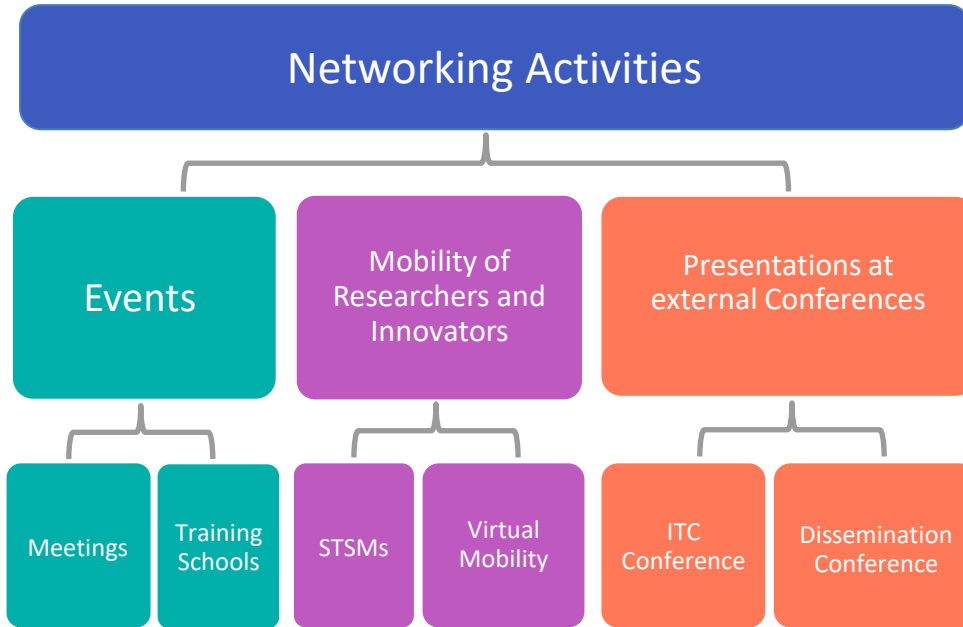 Networking Activities
Events
Mobility of
Researchers and
Innovators
Presentations at
external Conferences
Meetings
Training
Schools
STSMs
Virtual
Mobility
ITC
Conference
Dissemination
Conference